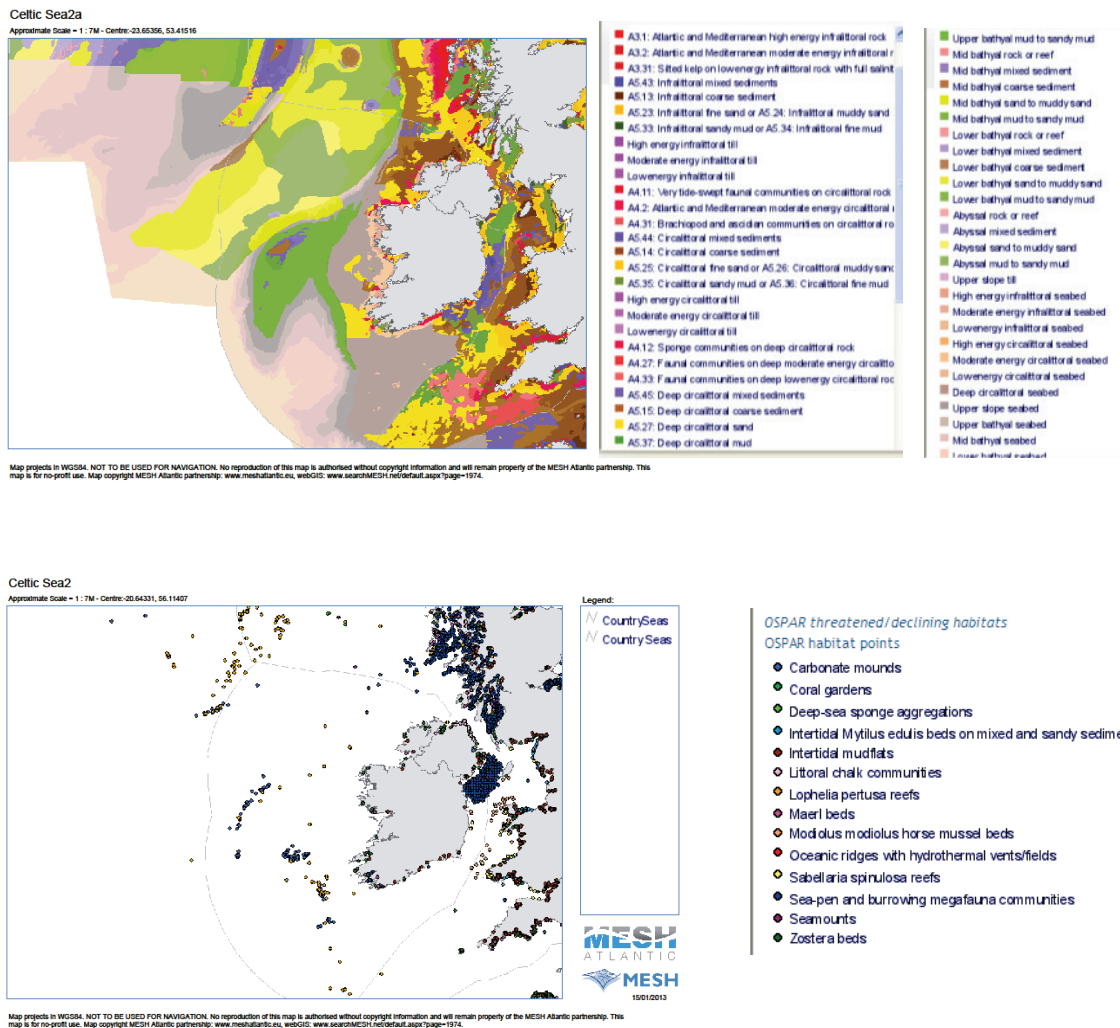 Celtic Sea2a
Approximate Scale = 1 : 7M - Centre:-23.65356, 53.41516
A3.1: Atlantic and Mediterranean high energy infralittoral rock
A3.2: Atlantic and Mediterranean moderate energy infralittoral r
A3.31: Silted kelp on lowenergy infralittoral rock with full salinit
A5.43: Infralittoral mixed sediments
A5.13: Infralittoral coarse sediment
A5.23: Infralittoral fine sand or A5.24: Infralittoral muddy sand
A5.33: Infralittoral sandy mud or A5.34: Infralittoral fine mud
High energy infralittoral till
Moderate energy infralittoral till
Lowenergy infralittoral till
A4.11: Very tide-swept faunal communities on circalittoral rock
A4.2: Atlantic and Mediterranean moderate energy circalittoral
A4.31: Brachiopod and ascidian communities on circalittoral ro
A5.44: Circalittoral mixed sediments
A5.14: Circalittoral coarse sediment
A5.25: Circalittoral fine sand or A5.26: Circalittoral muddy sand
A5.35: Circalittoral sandy mud or A5.36: Circalittoral fine mud
High energy circalittoral till
Moderate energy circalittoral till
Lowenergy circalittoral till
A4.12: Sponge communities on deep circalittoral rock
A4.27: Faunal communities on deep moderate energy circalitto
A4.33: Faunal communities on deep lowenergy circalittoral roc
A5.45: Deep circalittoral mixed sediments
A5.15: Deep circalittoral coarse sediment
A5.27: Deep circalittoral sand
A5.37: Deep circalittoral mud
Upper bathyal mud to sandy mud
Mid bathyal rock or reef
Mid bathyal mixed sediment
Mid bathyal coarse sediment
Mid bathyal sand to muddy sand
Mid bathyal mud to sandy mud
Lower bathyal rock or reef
Lower bathyal mixed sediment
Lower bathyal coarse sediment
Lower bathyal sand to muddy sand
Lower bathyal mud to sandy mud
Abyssal rock or reef
Abyssal mixed sediment
Abyssal sand to muddy sand
Abyssal mud to sandy mud
Upper slope till
High energy infralittoral seabed
Moderate energy infralittoral seabed
Lowenergy infralittoral seabed
High energy circalittoral seabed
Moderate energy circalittoral seabed
Lowenergy circalittoral seabed
Deep circalittoral seabed
Upper slope seabed
Upper bathyal seabed
Mid bathyal seabed
Lower bathyal seabed
Map projects in WGS84. NOT TO BE USED FOR NAVIGATION. No reproduction of this map is authorised without copyright information and will remain property of the MESH Atlantic partnership. This
map is for no-profit use. Map copyright MESH Atlantic partnership: www.meshatlantic.eu, webGIS: www.searchMESH.net/default.aspx?page=1974.
Celtic Sea2
Approximate Scale = 1 : 7M - Centre:-20.64331, 56.11407
Legend:
CountrySeas
Country Seas
MESH
ATLANTIC
MESH
15/01/2013
OSPAR threatened/declining habitats
OSPAR habitat points
Carbonate mounds
Coral gardens
Deep-sea sponge aggregations
Intertidal Mytilus edulis beds on mixed and sandy sedime
Intertidal mudflats
Littoral chalk communities
Lophelia pertusa reefs
Maerl beds
Modiolus modiolus horse mussel beds
Oceanic ridges with hydrothermal vents/fields
Sabellaria spinulosa reefs
Sea-pen and burrowing megafauna communities
Seamounts
Zostera beds
Map projects in WGS84. NOT TO BE USED FOR NAVIGATION. No reproduction of this map is authorised without copyright information and will remain property of the MESH Atlantic partnership. This
map is for no-profit use. Map copyright MESH Atlantic partnership: www.meshatlantic.eu, webGIS: www.searchMESH.net/default.aspx?page=1974.